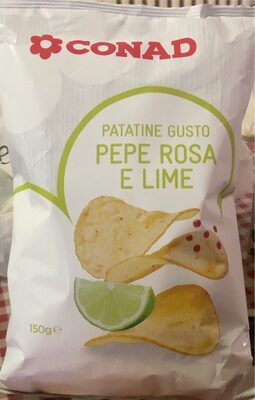 CONAD
PATATINE GUSTO
PEPE ROSA
E LIME
150g℮